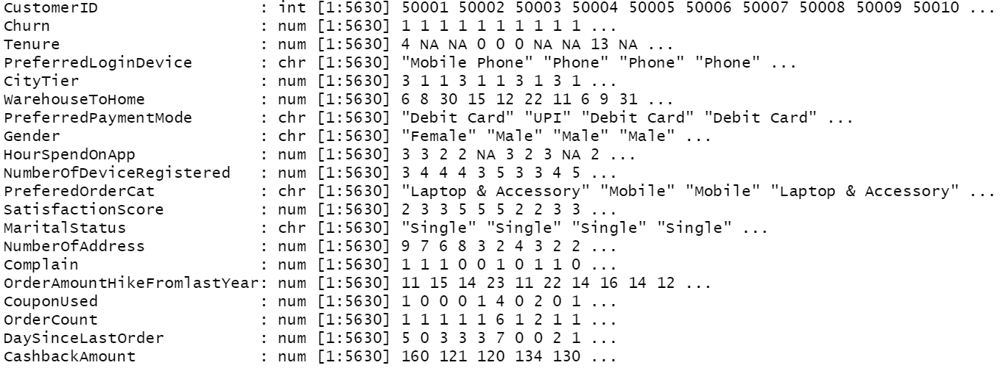 CustomerID                : int [1:5630] 50001 50002 50003 50004 50005 50006 50007 50008 50009 50010 ...
Churn                     : num [1:5630] 1 1 1 1 1 1 1 1 1 1 ...
Tenure                    : num [1:5630] 4 NA NA 0 0 0 NA NA 13 NA ...
PreferredLoginDevice      : chr [1:5630] "Mobile Phone" "Phone" "Phone" "Phone" ...
CityTier                  : num [1:5630] 3 1 1 3 1 1 3 1 3 1 ...
WarehouseToHome           : num [1:5630] 6 8 30 15 12 22 11 6 9 31 ...
PreferredPaymentMode      : chr [1:5630] "Debit Card" "UPI" "Debit Card" "Debit Card" ...
Gender                    : chr [1:5630] "Female" "Male" "Male" "Male" ...
HourSpendOnApp            : num [1:5630] 3 3 2 2 NA 3 2 3 NA 2 ...
NumberOfDeviceRegistered  : num [1:5630] 3 4 4 4 3 5 3 3 4 5 ...
PreferedOrderCat          : chr [1:5630] "Laptop & Accessory" "Mobile" "Mobile" "Laptop & Accessory" ...
SatisfactionScore         : num [1:5630] 2 3 3 5 5 5 2 2 3 3 ...
MaritalStatus             : chr [1:5630] "Single" "Single" "Single" "Single" ...
NumberOfAddress           : num [1:5630] 9 7 6 8 3 2 4 3 2 2 ...
Complain                  : num [1:5630] 1 1 1 0 0 1 0 1 1 0 ...
OrderAmountHikeFromlastYear: num [1:5630] 11 15 14 23 11 22 14 16 14 12 ...
CouponUsed                : num [1:5630] 1 0 0 0 1 4 0 2 0 1 ...
OrderCount                : num [1:5630] 1 1 1 1 1 6 1 2 1 1 ...
DaySinceLastOrder         : num [1:5630] 5 0 3 3 3 7 0 0 2 1 ...
CashbackAmount            : num [1:5630] 160 121 120 134 130 ...